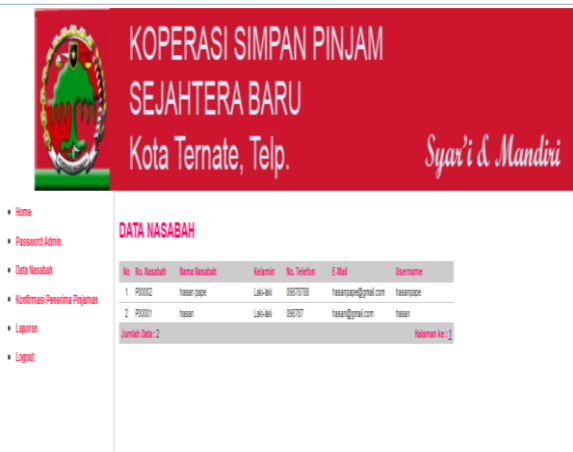 KOPERASI SIMPAN PINJAM
SEJAHTERA BARU
Kota Ternate, Telp.
Syar'i & Mandiri
Home
Password Admin
Data Nasabah
Konfirmasi Penerima Pinjaman
Laporan
Logout
DATA NASABAH
No No. Nasabah Nama Nasabah Kelamin No. Telefon E-Mail Username
1 P00002 hasan pape Laki-laki hasanpape@gmail.com hasanpape
2 P00001 hasan Laki-laki 098787 hasan@gmail.com hasan
Jumlah Data : 2 Halaman ke : 1